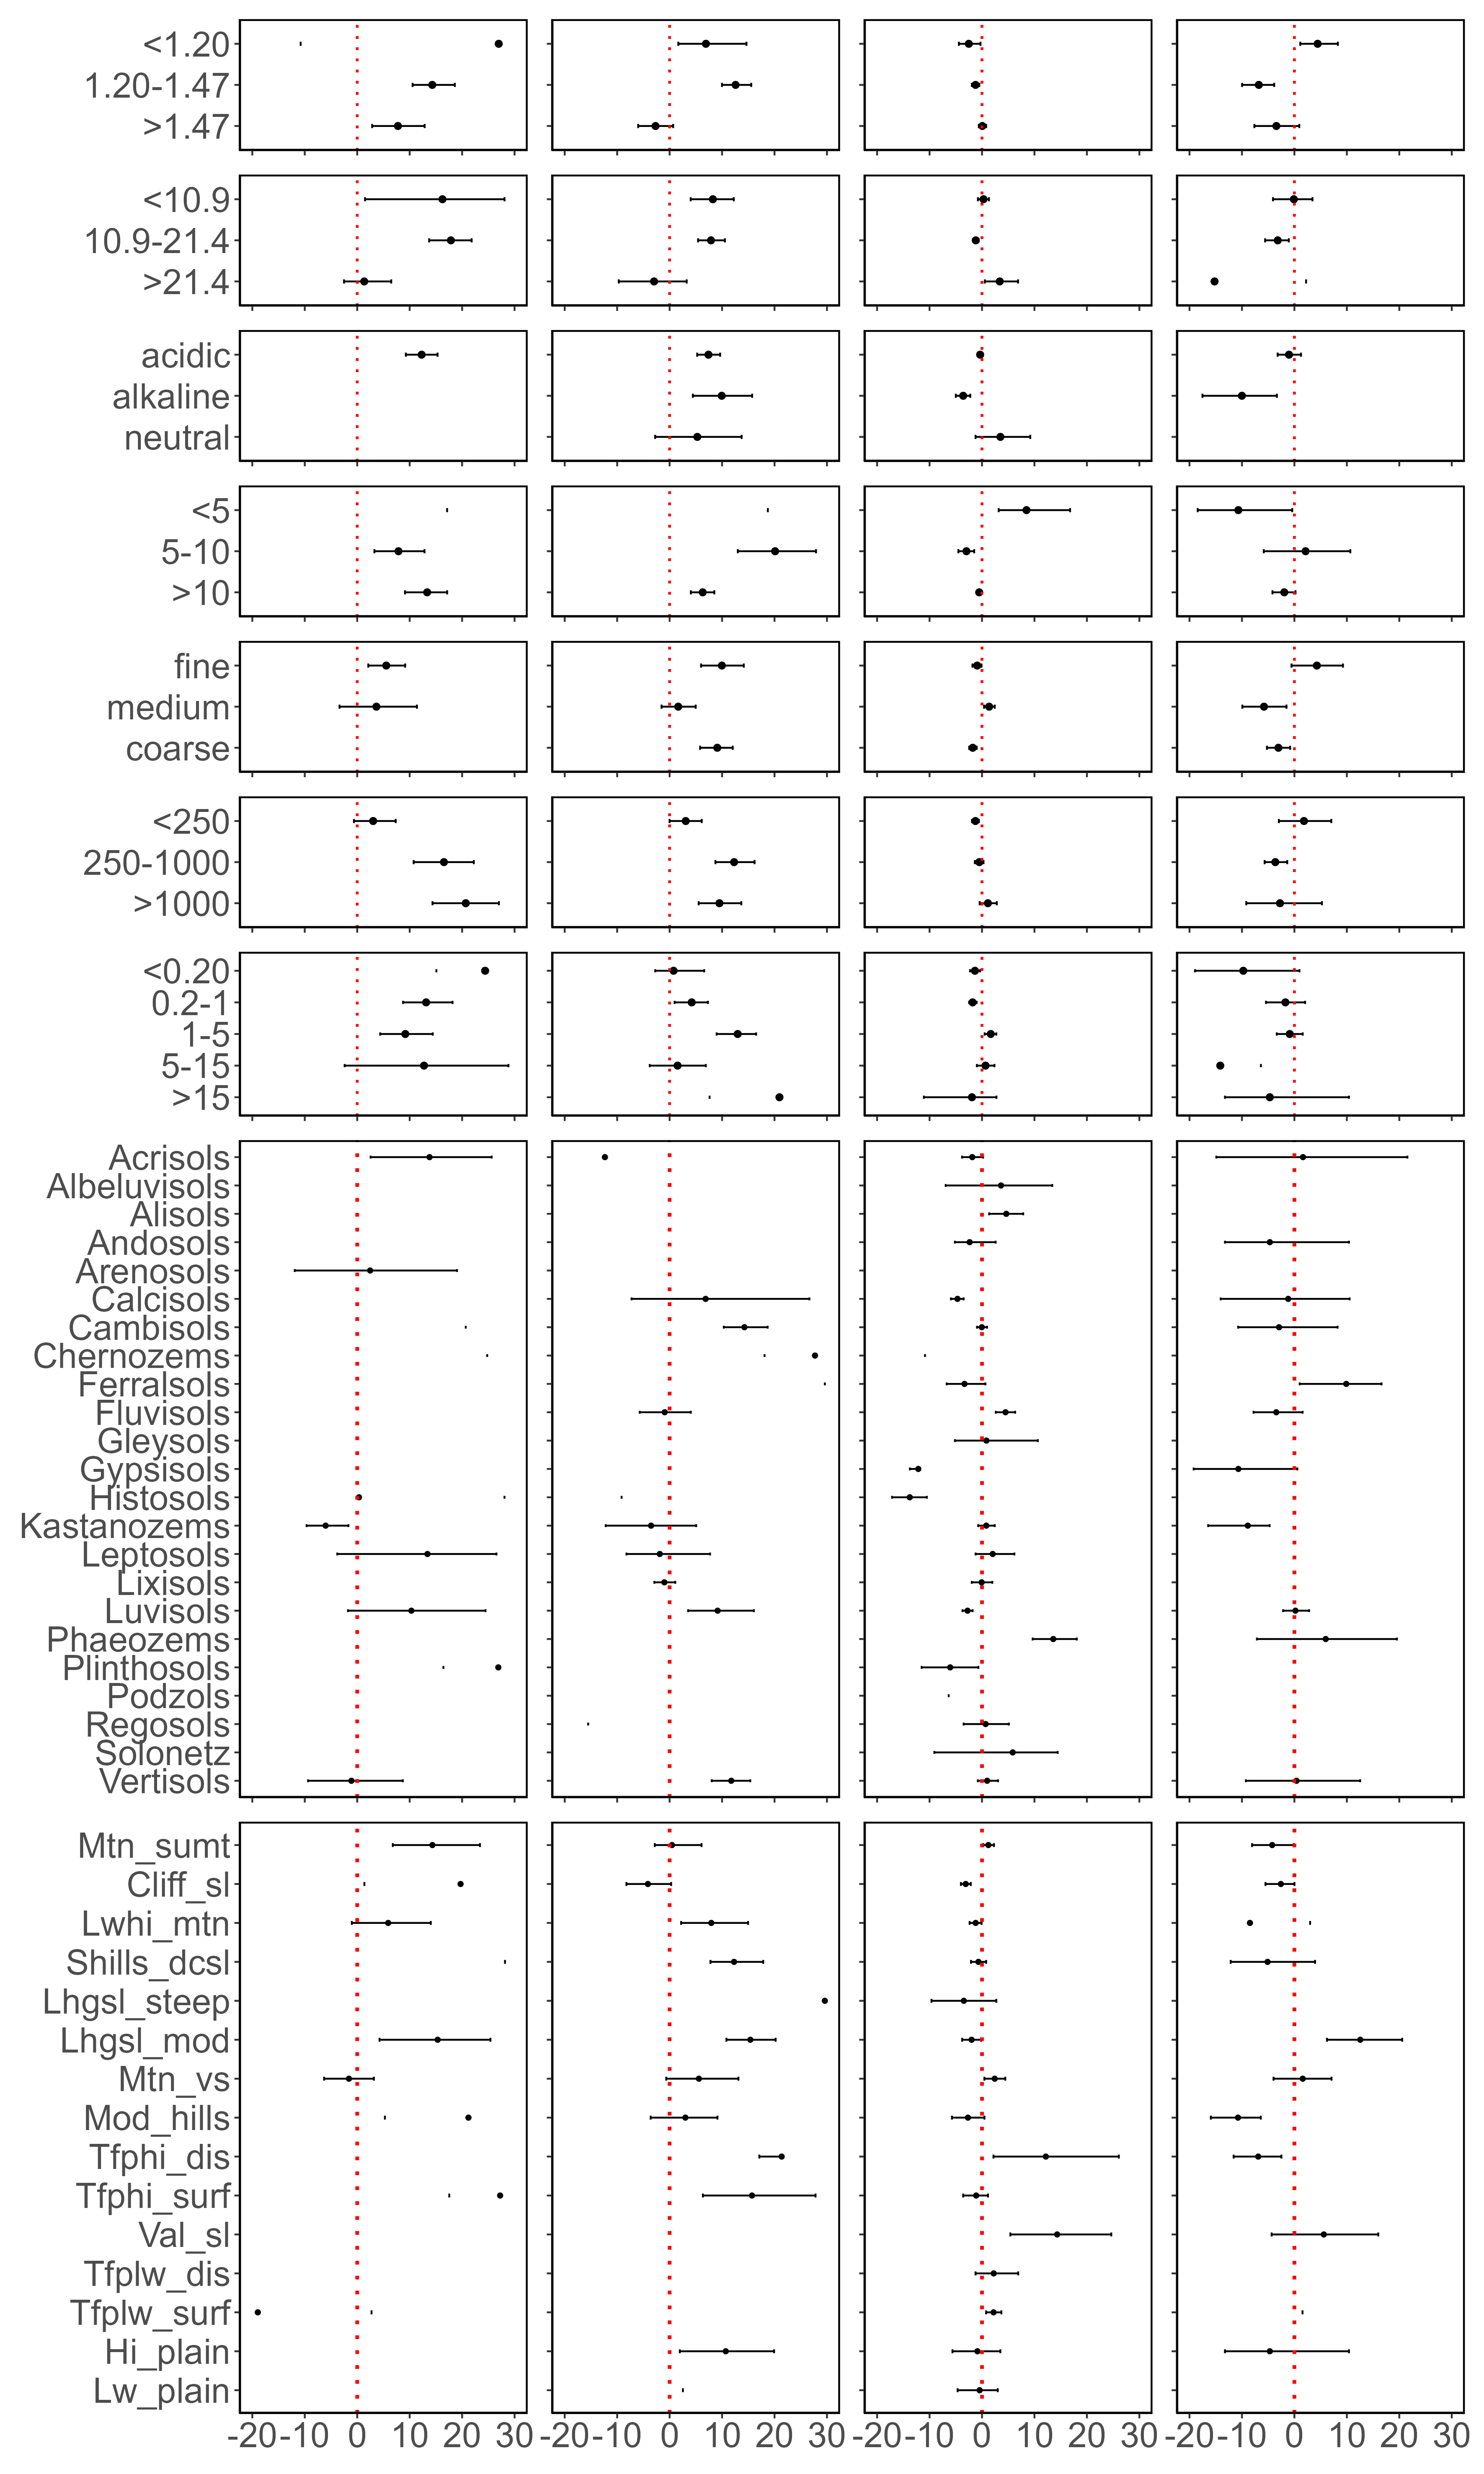 <1.20
1.20-1.47
>1.47
<10.9
10.9-21.4
>21.4
acidic
alkaline
neutral
<5
5-10
>10
fine
medium
coarse
<250
250-1000
>1000
<0.20
0.2-1
1-5
5-15
>15
Acrisols
Albeluvisols
Alisols
Andosols
Arenosols
Calcisols
Cambisols
Chernozems
Ferralsols
Fluvisols
Gleysols
Gypsisols
Histosols
Kastanozems
Leptosols
Lixisols
Luvisols
Phaeozems
Plinthosols
Podzols
Regosols
Solonetz
Vertisols
Mtn_sumt
Cliff_sl
Lwhi_mtn
Shills_dcsl
Lhgsl_steep
Lhgsl_mod
Mtn_vs
Mod_hills
Tfphi_dis
Tfphi_surf
Val_sl
Tfplw_dis
Tfplw_surf
Hi_plain
Lw_plain
-20 -10 0 10 20 30 -20 -10 0 10 20 30 -20 -10 0 10 20 30 -20 -10 0 10 20 30